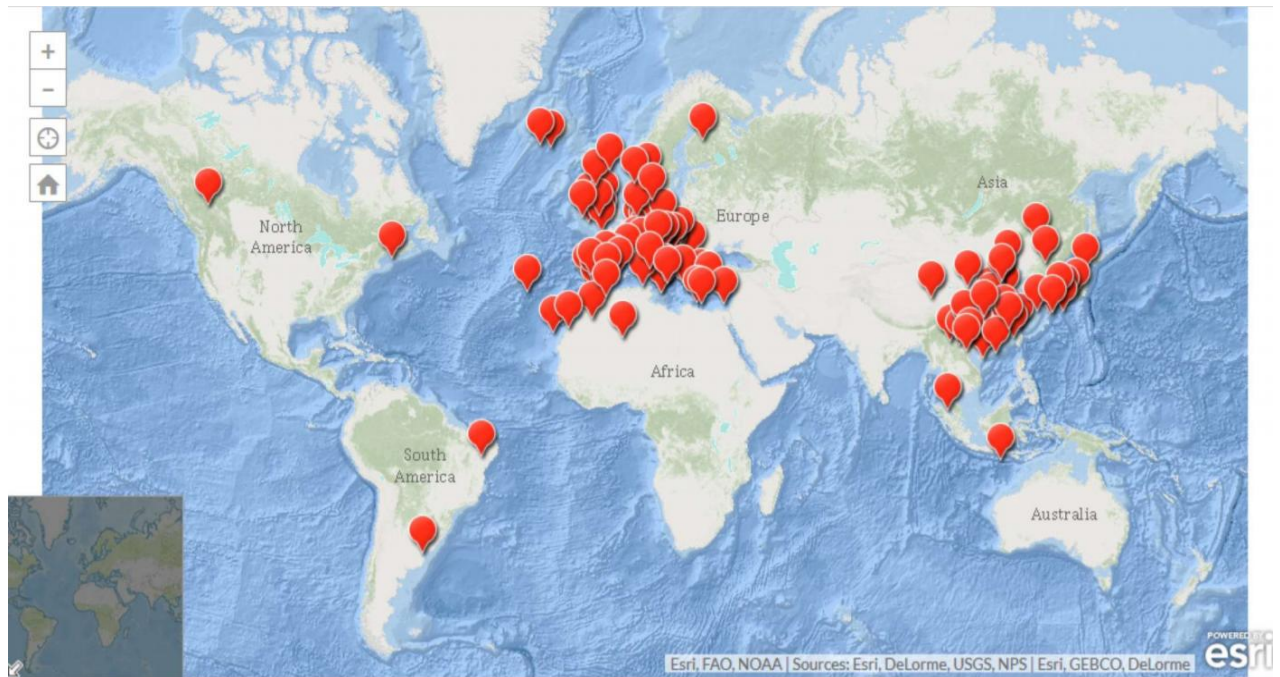 +
−
North
America
Europe
Asia
Africa
South
America
Australia
Esri, FAO, NOAA | Sources: Esri, DeLorme, USGS, NPS | Esri, GEBCO, DeLorme
POWERED BY
esri